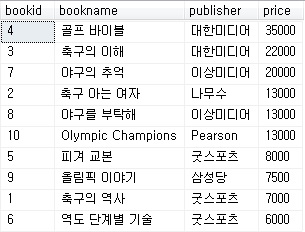 bookid bookname publisher price
4 골프 바이블 대한미디어 35000
3 축구의 이해 대한미디어 22000
7 야구의 추억 이상미디어 20000
2 축구 아는 여자 나무수 13000
8 야구를 부탁해 이상미디어 13000
10 Olympic Champions Pearson 13000
5 피겨 교본 굿스포츠 8000
9 올림픽 이야기 삼성당 7500
1 축구의 역사 굿스포츠 7000
6 역도 단계별 기술 굿스포츠 6000